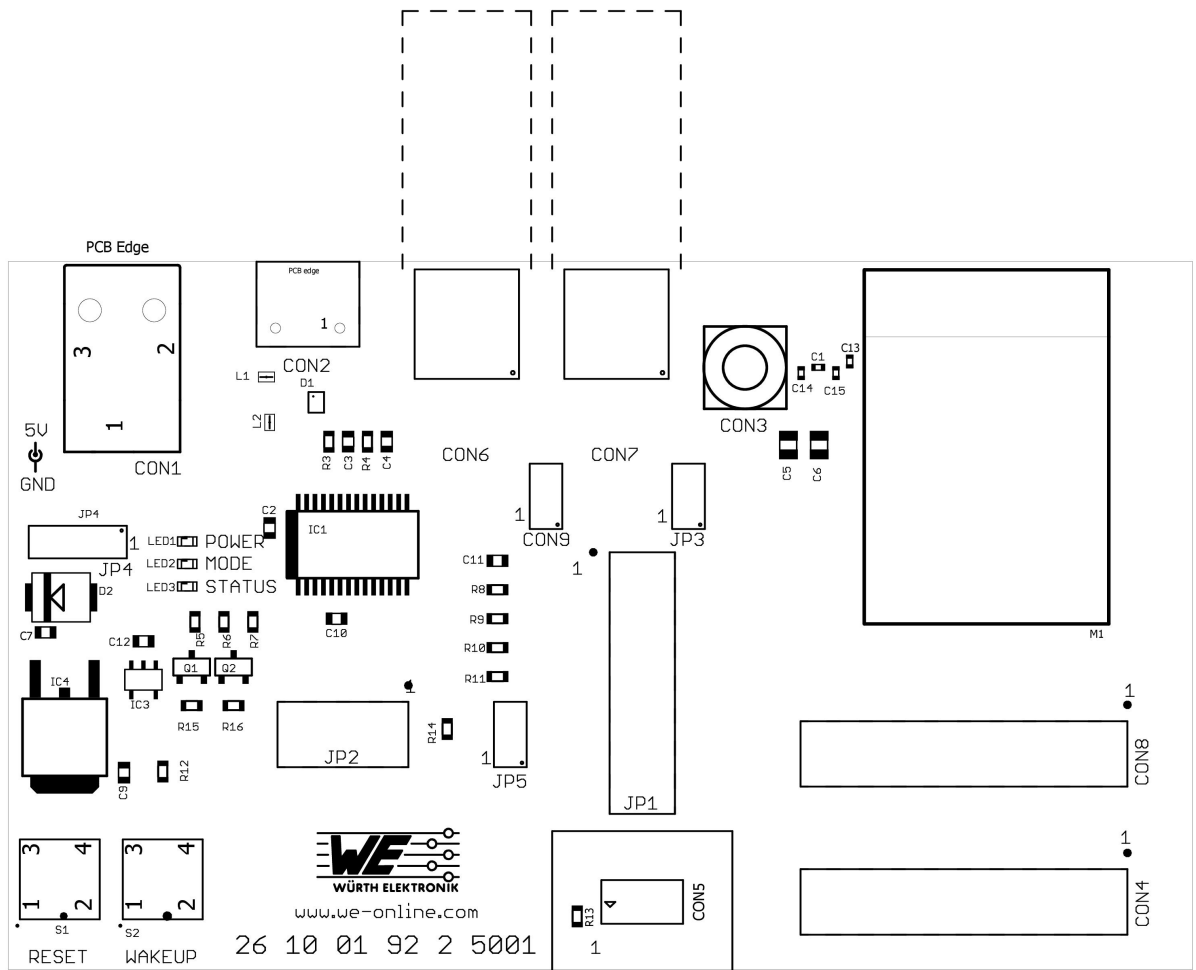 PCB Edge
PCB edge
3 2
1
1
CON2
L1
D1
L2
C14
C1
C15
C13
CON3
5V
GND
CON1
R3
C3
R4
C4
CON6
CON7
C5
C6
JP4
1
JP4
LED1 POWER
LED2 MODE
LED3 STATUS
C2
IC1
1
CON9
1
JP3
1
D2
C7
C12
R5
R6
R7
C10
C11
R8
R9
R10
R11
M1
IC4
IC3
Q1
Q2
R15
R16
1
JP2
R14
1
JP5
JP1
1
CON8
C9
R12
3 4
1 2
S1
RESET
3 4
1 2
S2
WAKEUP
WE
WÜRTH ELEKTRONIK
www.we-online.com
26 10 01 92 2 5001
R13
CON5
1
1
CON4